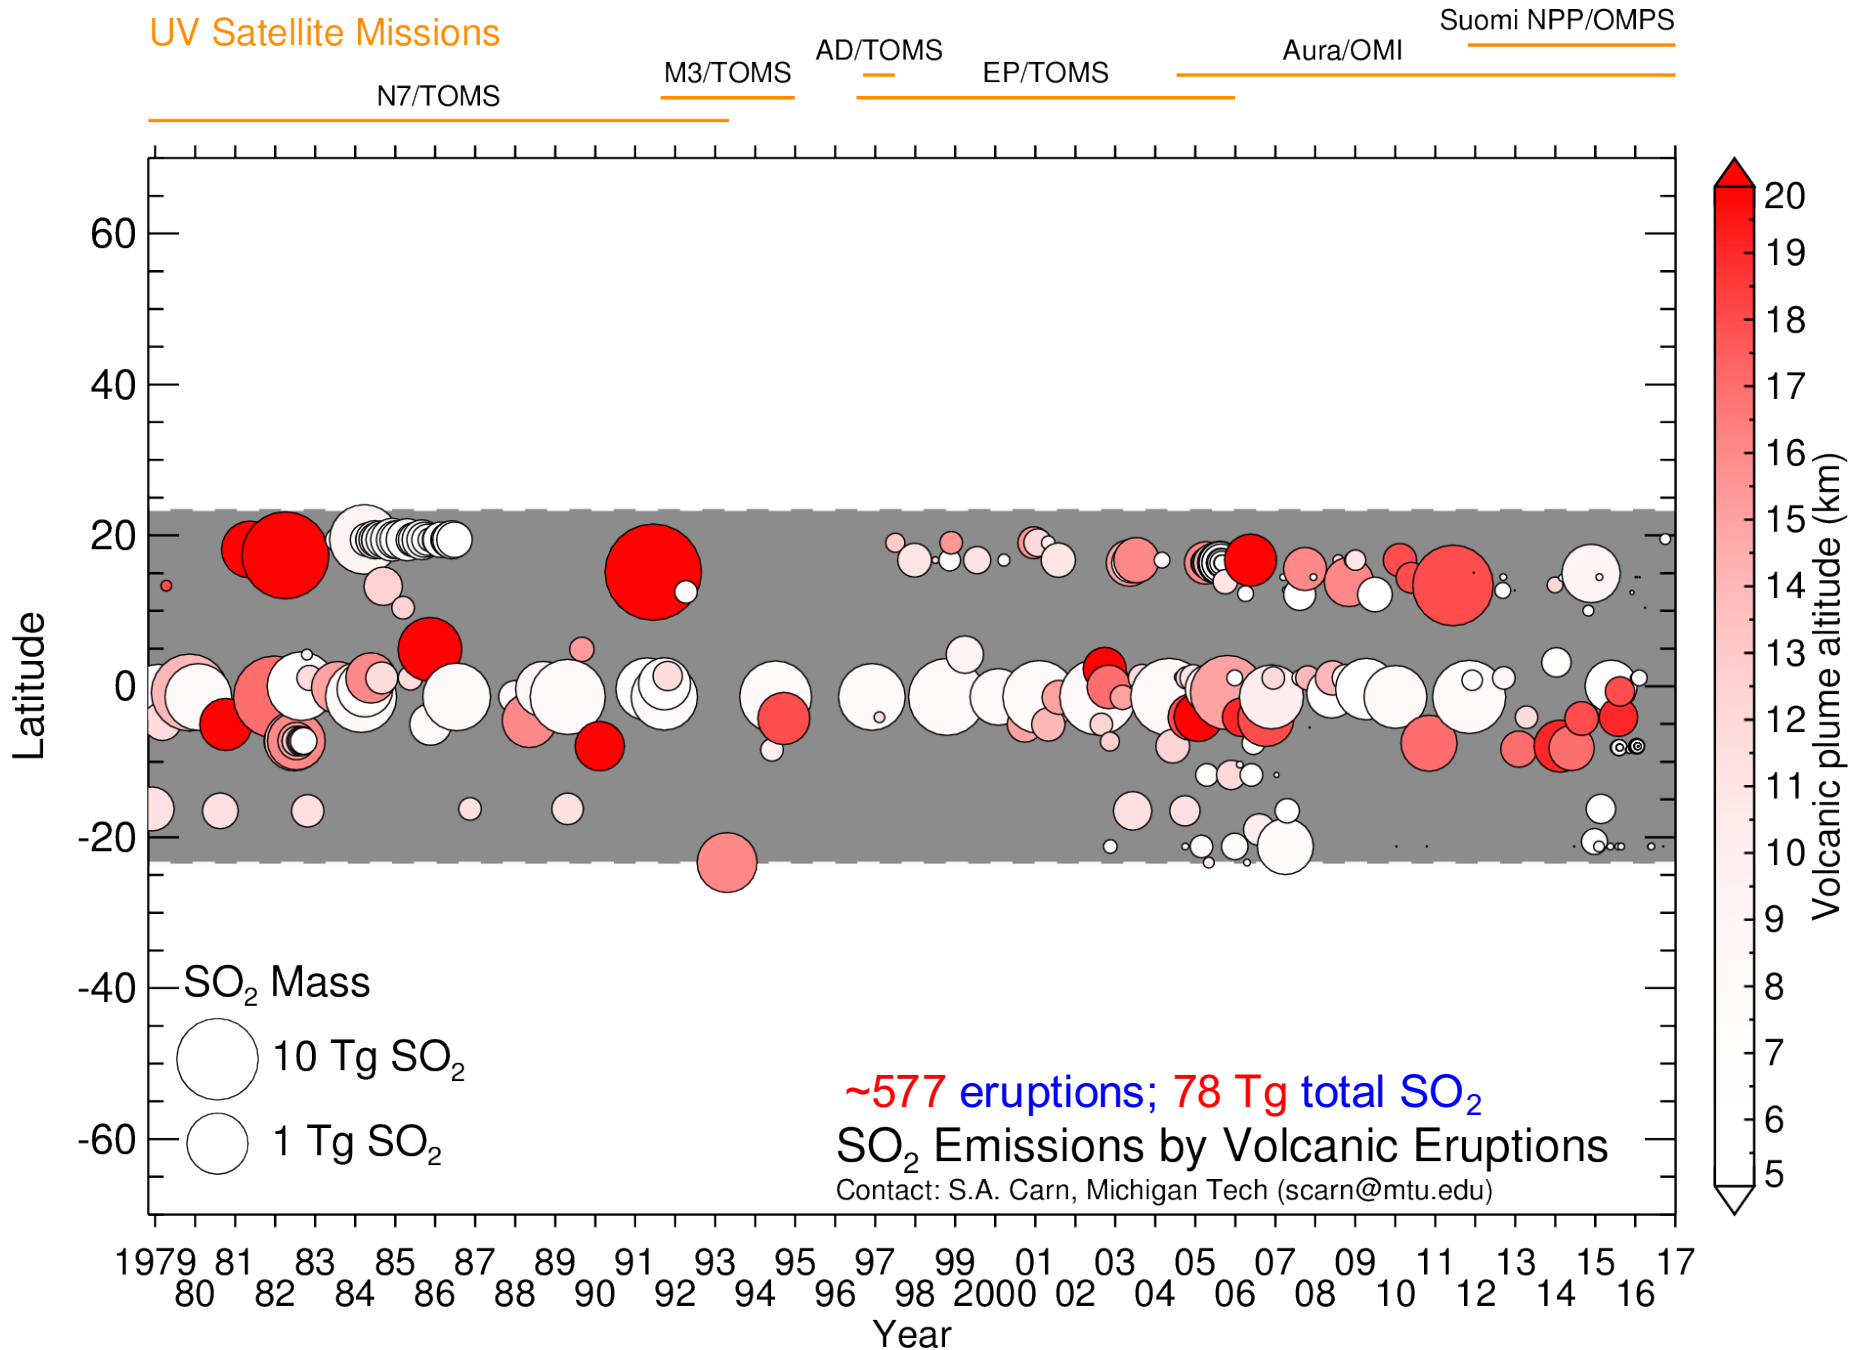 UV Satellite Missions
Suomi NPP/OMPS
AD/TOMS
Aura/OMI
M3/TOMS
EP/TOMS
N7/TOMS
60
40
20
0
-20
-40
-60
Latitude
SO2 Mass
10 Tg SO2
1 Tg SO2
~577 eruptions; 78 Tg total SO2
SO2 Emissions by Volcanic Eruptions
Contact: S.A. Carn, Michigan Tech (scarn@mtu.edu)
1979 81 83 85 87 89 91 93 95 97 99 01 03 05 07 09 11 13 15 17
80 82 84 86 88 90 92 94 96 98 2000 02 04 06 08 10 12 14 16
Year
20
19
18
17
16
15
14
13
12
11
10
9
8
7
6
5
Volcanic plume altitude (km)